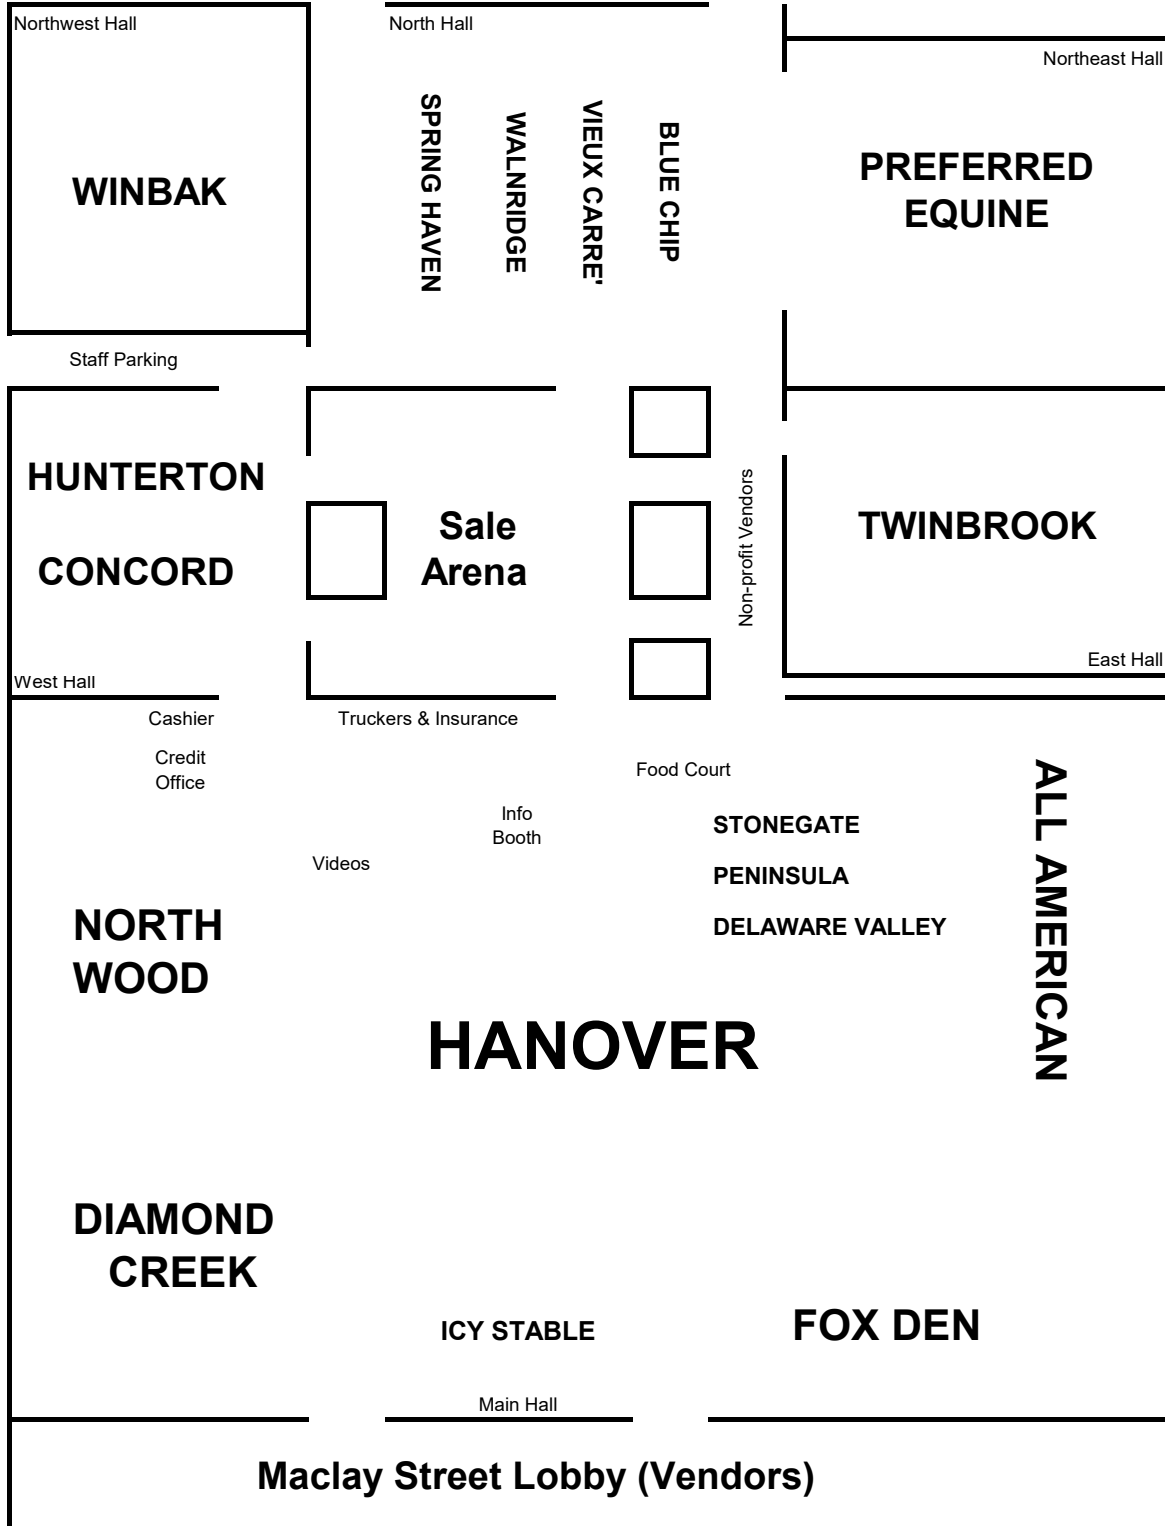 Northwest Hall
North Hall
Northeast Hall
WINBAK
SPRING HAVEN
WALNRIDGE
VIEUX CARRE'
BLUE CHIP
PREFERRED
EQUINE
Staff Parking
HUNTERTON
CONCORD
West Hall
Sale
Arena
Non-profit Vendors
TWINBROOK
East Hall
Cashier
Credit
Office
Truckers & Insurance
Info
Booth
Videos
Food Court
STONEGATE
PENINSULA
DELAWARE VALLEY
ALL AMERICAN
NORTH
WOOD
HANOVER
DIAMOND
CREEK
ICY STABLE
FOX DEN
Main Hall
Maclay Street Lobby (Vendors)